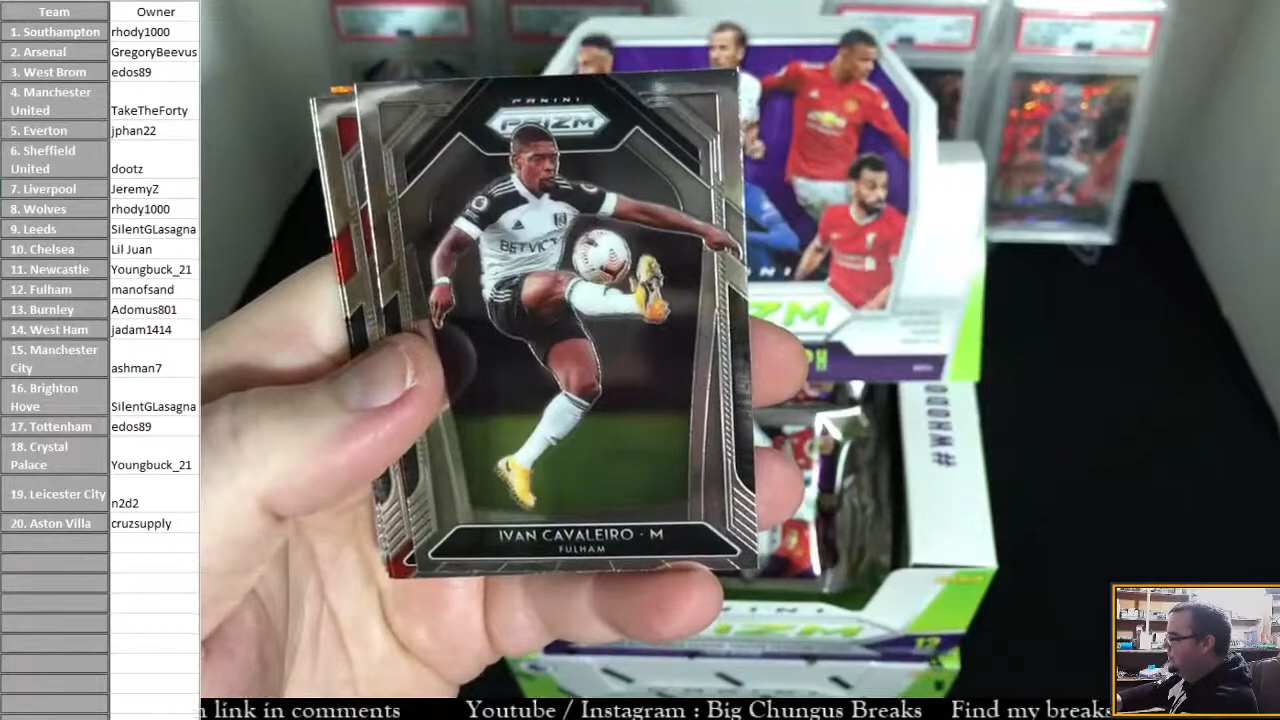 Team Owner
1. Southampton rhody1000
2. Arsenal GregoryBeevus
3. West Brom edos89
4. Manchester
United TakeTheForty
5. Everton jphan22
6. Sheffield
United dootz
7. Liverpool JeremyZ
8. Wolves rhody1000
9. Leeds SilentGLasagna
10. Chelsea Lil Juan
11. Newcastle Youngbuck_21
12. Fulham manofsand
13. Burnley Adomus801
14. West Ham jadam1414
15. Manchester
City ashman7
16. Brighton
Hove SilentGLasagna
17. Tottenham edos89
18. Crystal
Palace Youngbuck_21
19. Leicester City n2d2
20. Aston Villa cruzsupply
PANINI
PRIZM
BETVICT
IVAN CAVALEIRO · M
FULHAM
PRIZM
12
n link in comments Youtube / Instagram : Big Chungus Breaks Find my breaks